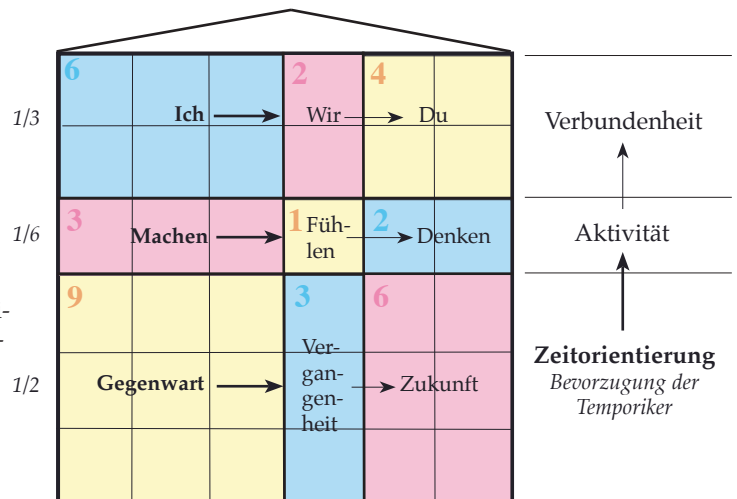 6
2
4
1/3
Ich
Wir
Du
Verbundenheit
3
1
2
1/6
Machen
Füh-
len
Denken
Aktivität
9
3
6
1/2
Gegenwart
Ver-
gan-
gen-
heit
Zukunft
Zeitorientierung
Bevorzugung der
Temporiker